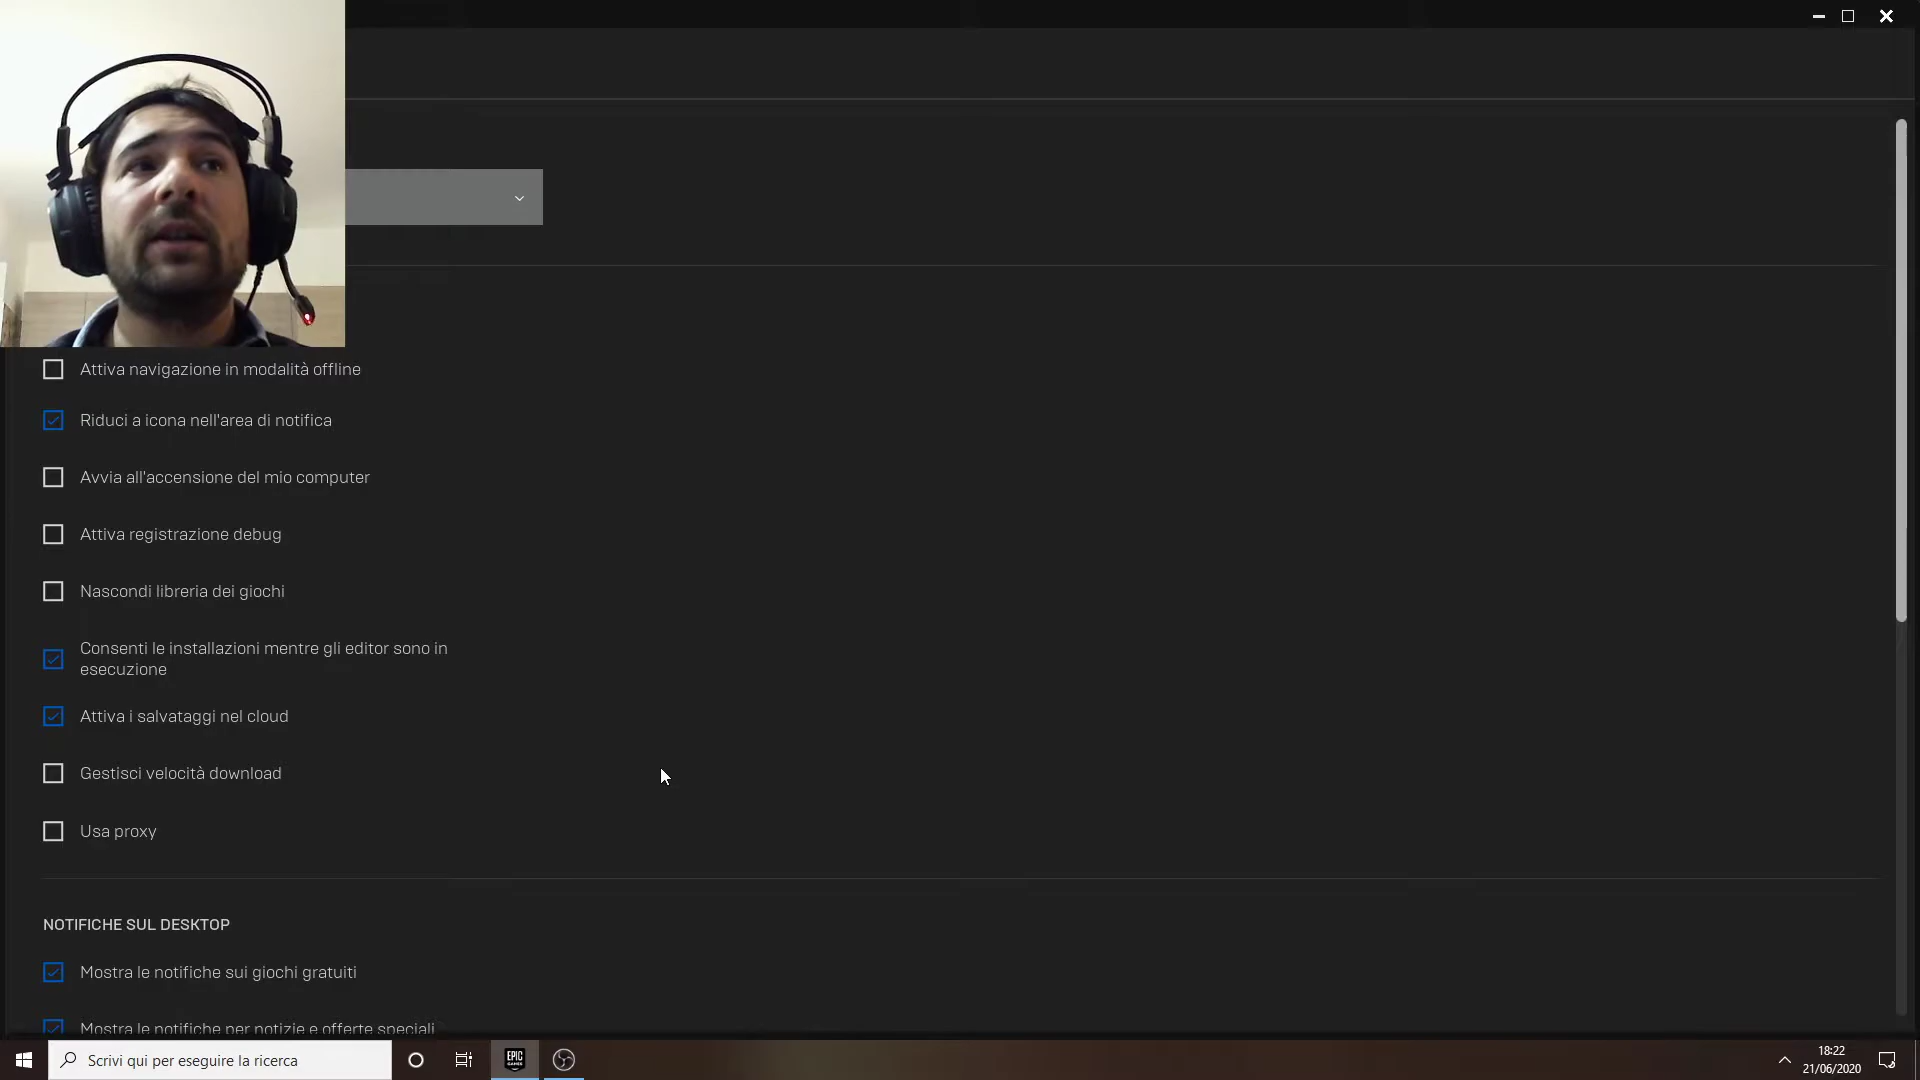 Attiva navigazione in modalità offline
Riduci a icona nell'area di notifica
Avvia all'accensione del mio computer
Attiva registrazione debug
Nascondi libreria dei giochi
Consenti le installazioni mentre gli editor sono in
esecuzione
Attiva i salvataggi nel cloud
Gestisci velocità download
Usa proxy
NOTIFICHE SUL DESKTOP
Mostra le notifiche sui giochi gratuiti
Mostra le notifiche per notizie e offerte speciali
Scrivi qui per eseguire la ricerca
EPIC
GAMES
18:22
21/06/2020